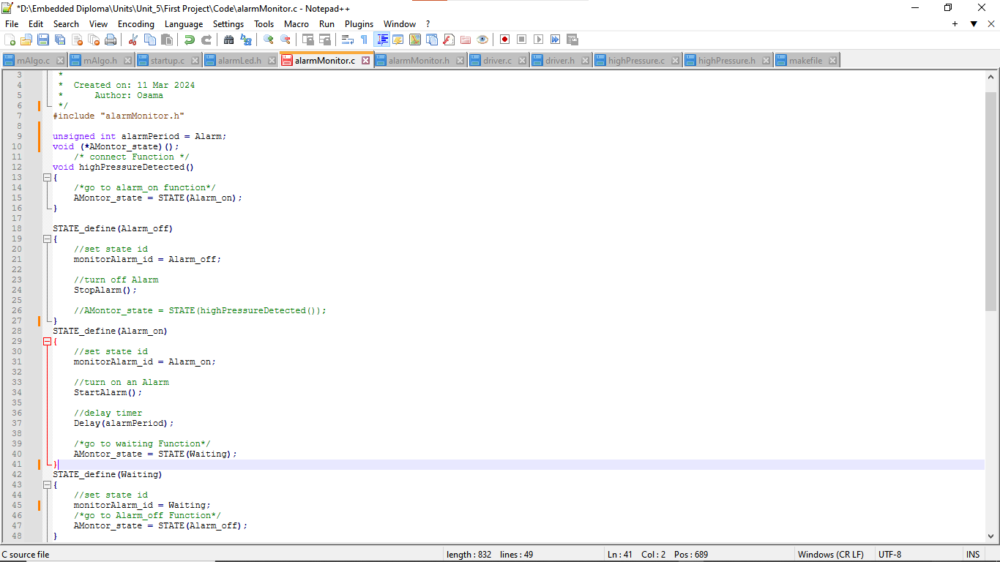 *D:\Embedded Diploma\Units\Unit_5\First Project\Code\alarmMonitor.c - Notepad++
File Edit Search View Encoding Language Settings Tools Macro Run Plugins Window ?
mAlgo.c mAlgo.h startup.c alarmLed.h alarmMonitor.c alarmMonitor.h driver.c driver.h highPressure.c highPressure.h makefile
3 *
4 * Created on: 11 Mar 2024
5 * Author: Osama
6 */
7 #include "alarmMonitor.h"
8
9 unsigned int alarmPeriod = Alarm;
10 void (*AMontor_state)();
11 /* connect Function */
12 void highPressureDetected()
13 {
14 /*go to alarm_on function*/
15 AMontor_state = STATE(Alarm_on);
16 }
17
18 STATE_define(Alarm_off)
19 {
20 //set state id
21 monitorAlarm_id = Alarm_off;
22
23 //turn off Alarm
24 StopAlarm();
25
26 //AMontor_state = STATE(highPressureDetected());
27 }
28 STATE_define(Alarm_on)
29 {
30 //set state id
31 monitorAlarm_id = Alarm_on;
32
33 //turn on an Alarm
34 StartAlarm();
35
36 //delay timer
37 Delay(alarmPeriod);
38
39 /*go to waiting Function*/
40 AMontor_state = STATE(Waiting);
41 }
42 STATE_define(Waiting)
43 {
44 //set state id
45 monitorAlarm_id = Waiting;
46 /*go to Alarm_off Function*/
47 AMontor_state = STATE(Alarm_off);
48 }
C source file length : 832 lines : 49 Ln : 41 Col : 2 Pos : 689 Windows (CR LF) UTF-8 INS